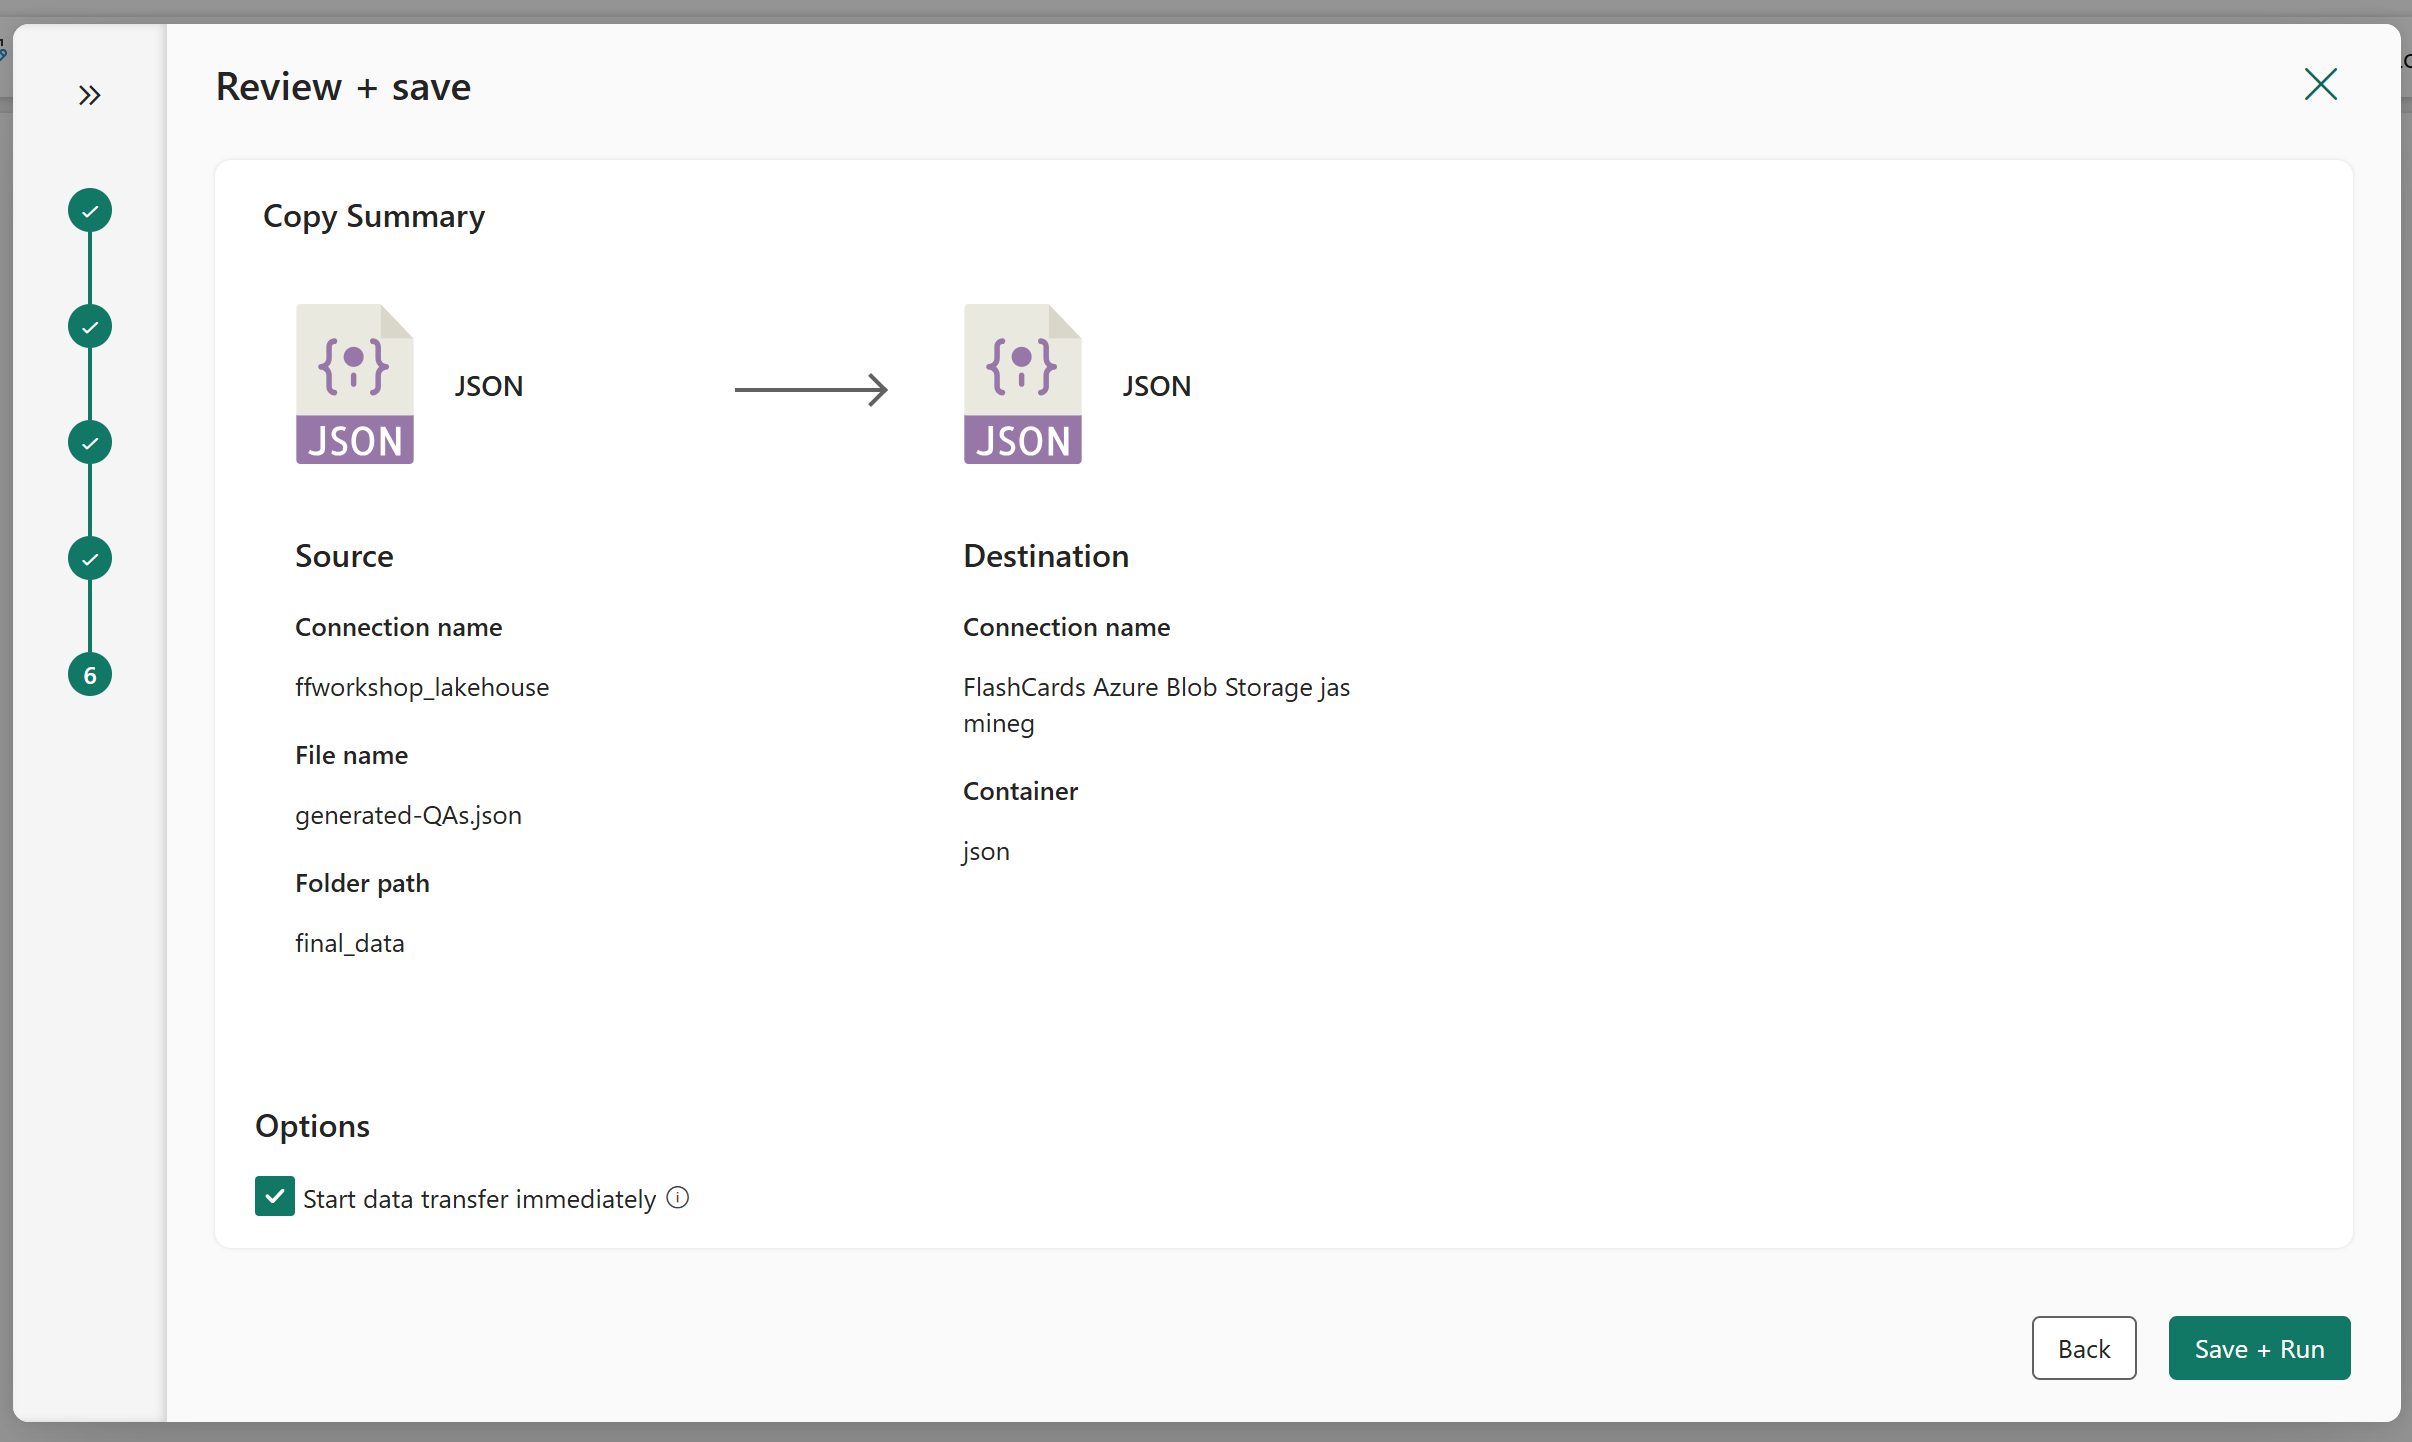 Review + save
Copy Summary
JSON
JSON
JSON
JSON
Source
Connection name
ffworkshop_lakehouse
File name
generated-QAs.json
Folder path
final_data
Destination
Connection name
FlashCards Azure Blob Storage jas
mineg
Container
json
6
Options
Start data transfer immediately
Back
Save + Run